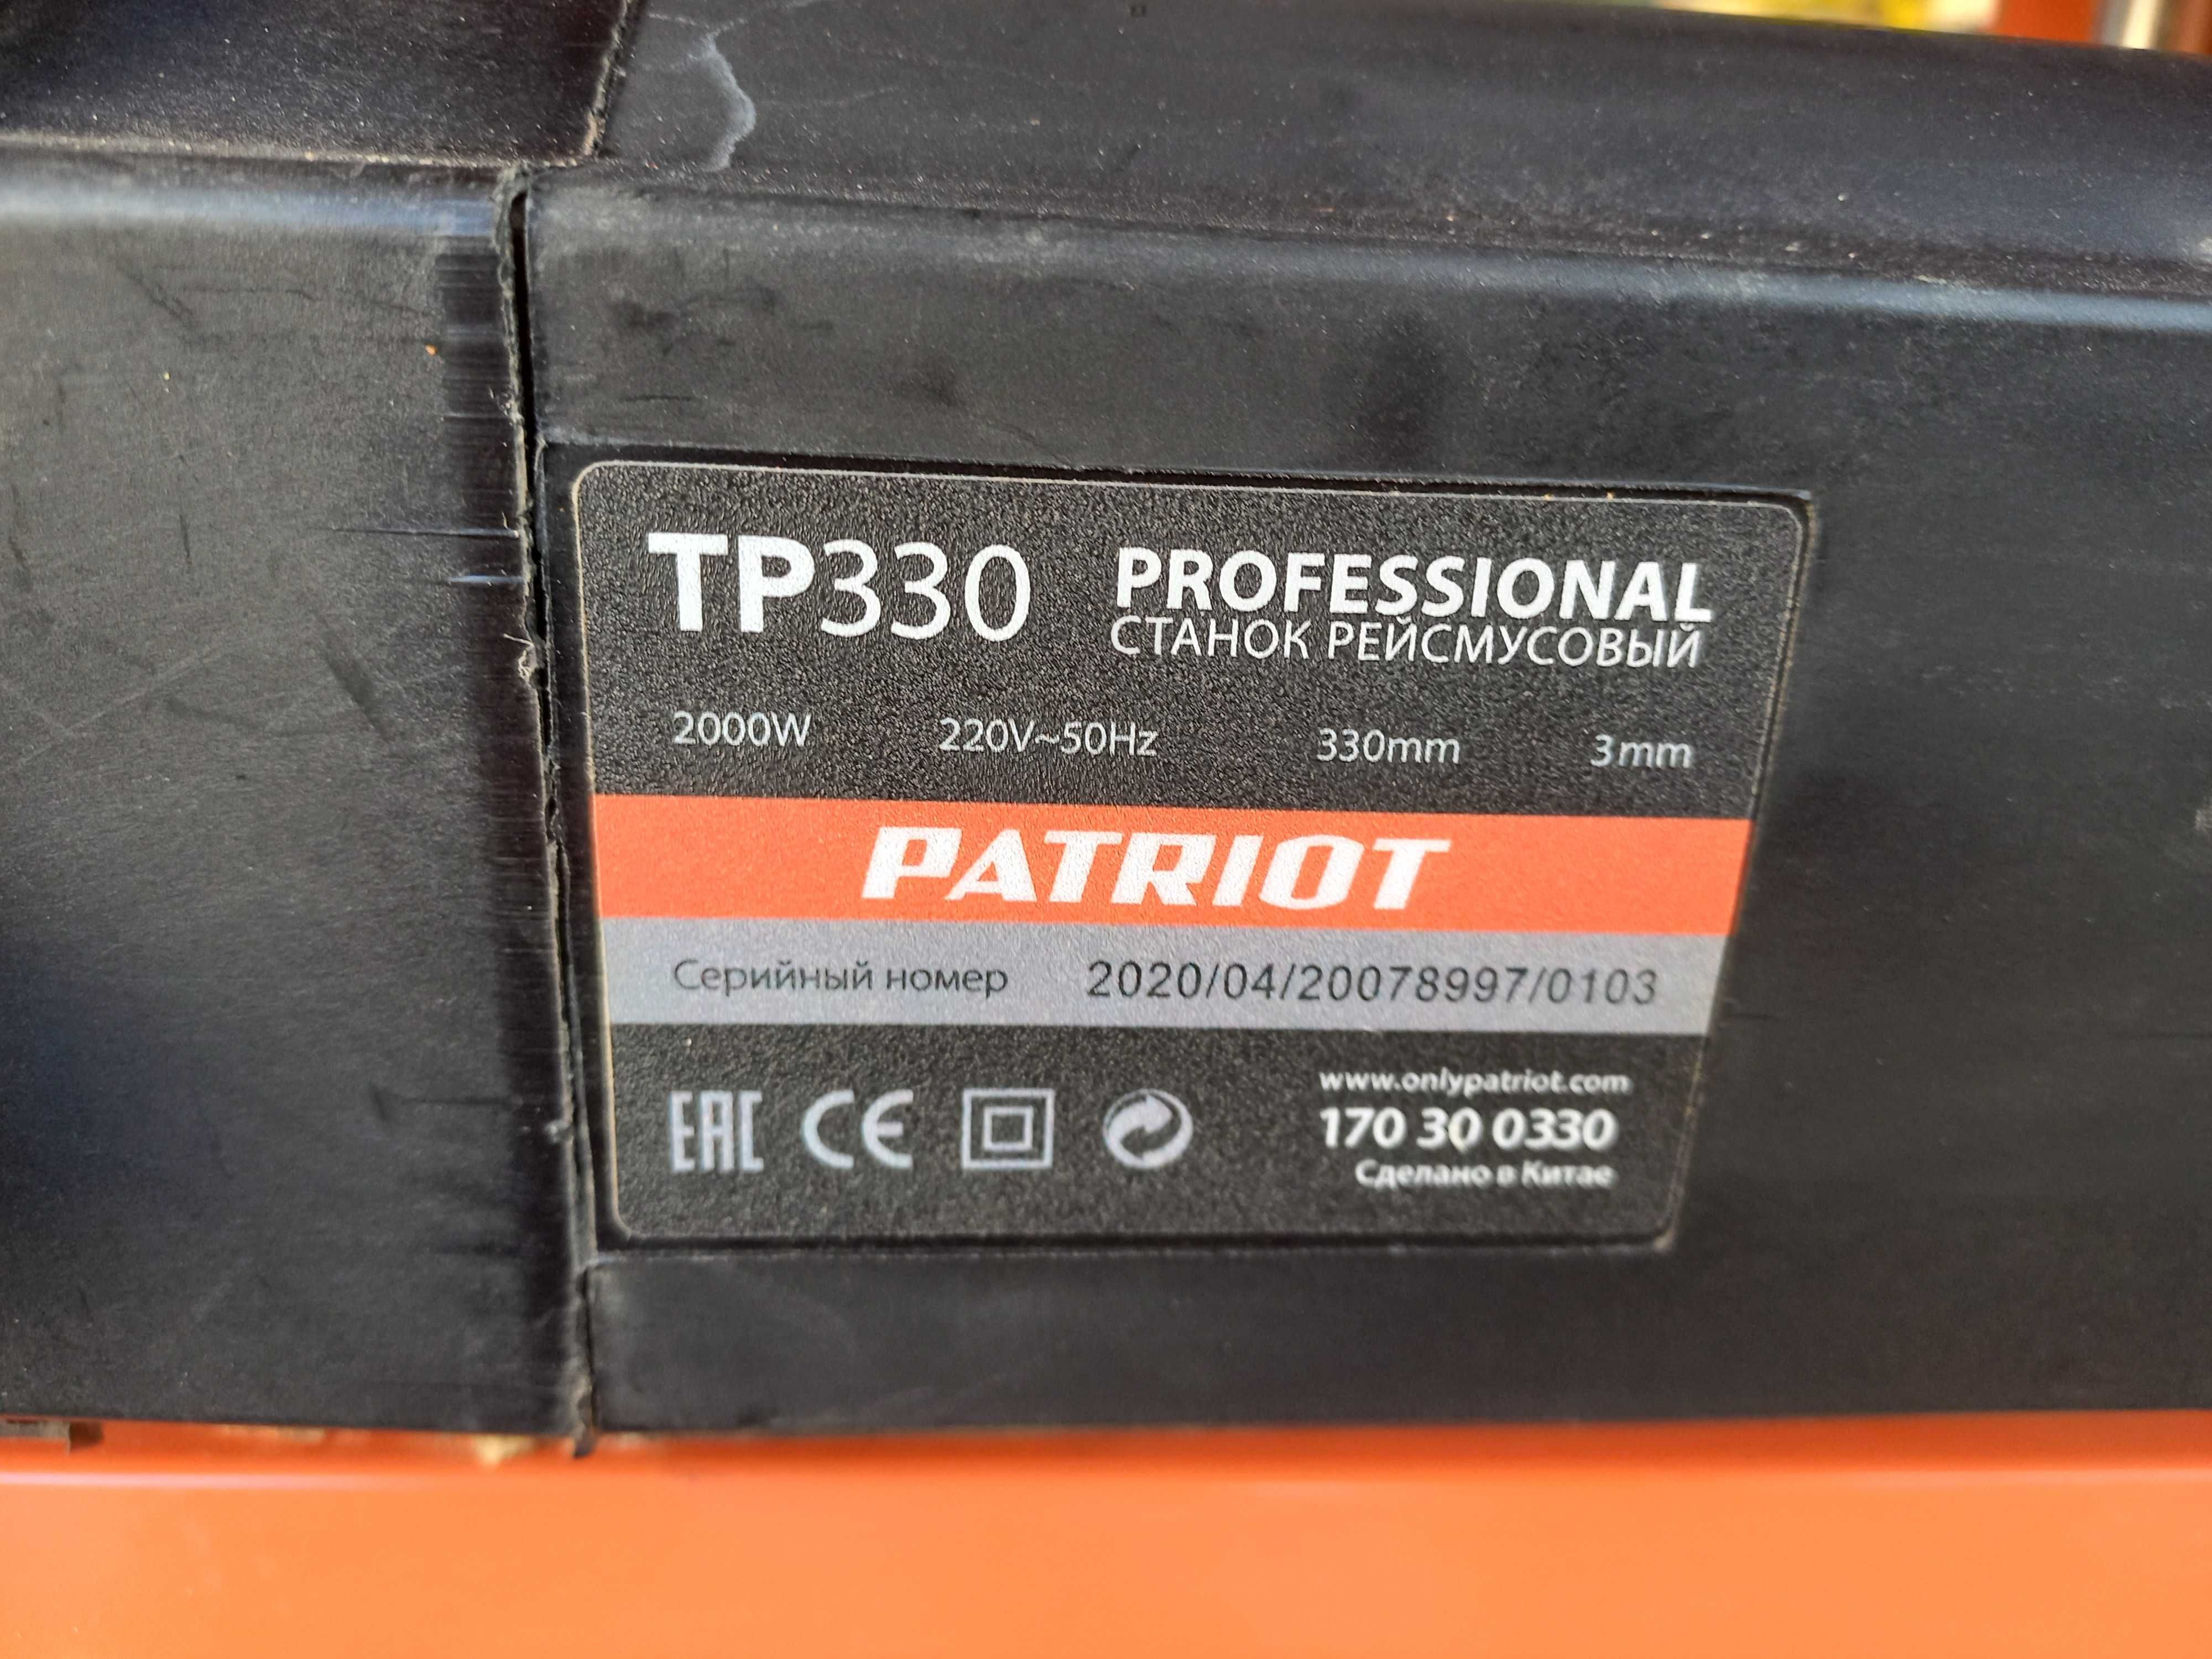 TP330
PROFESSIONAL
СТАНОК РЕЙСМУСОВЫЙ
2000W 220V~50Hz 330mm 3mm
PATRIOT
Серийный номер 2020/04/20078997/0103
EAC CE
www.onlypatriot.com
170 30 0330
Сделано в Китае